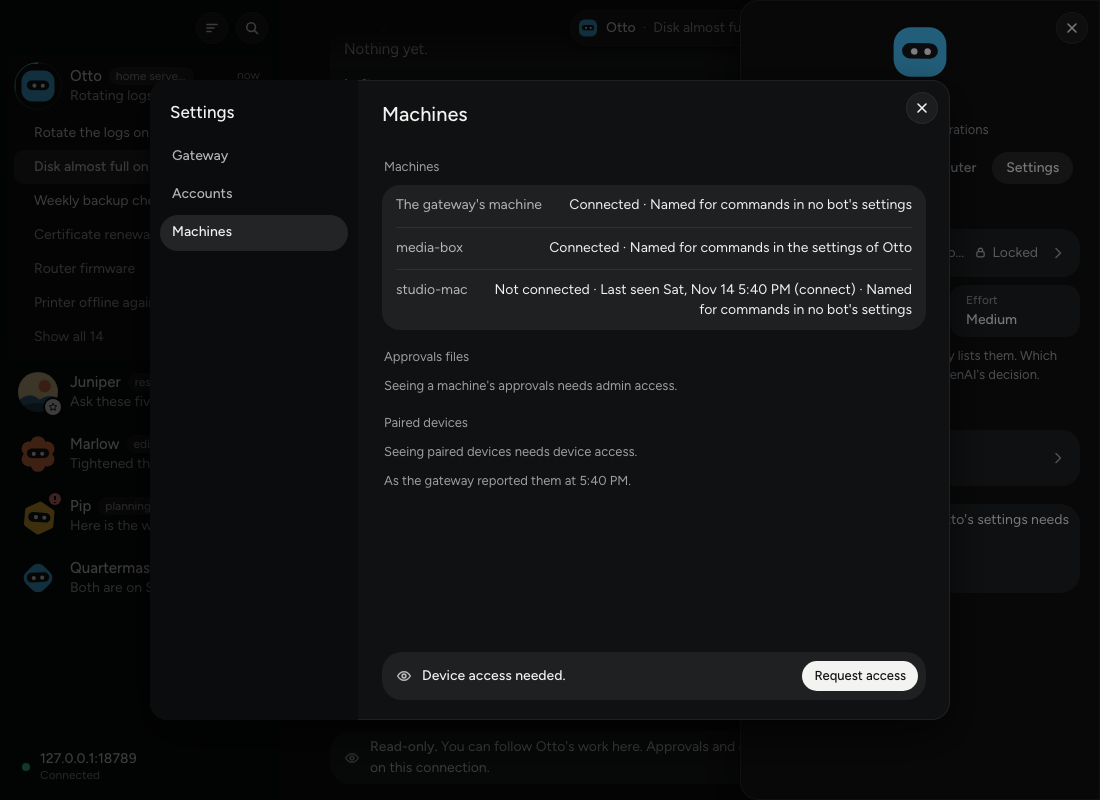 Nothing yet.
Otto · Disk almost fu
Otto home serve... now
Rotating logs
Rotate the logs on
Disk almost full on
Weekly backup che
Certificate renewa
Router firmware
Printer offline agai
Show all 14
Juniper res
Ask these fiv
Marlow edi
Tightened th
Pip planning
Here is the w
Quartermas
Both are on S
127.0.0.1:18789
Connected
Settings
Gateway
Accounts
Machines
Machines
Machines
The gateway's machine Connected · Named for commands in no bot's settings
media-box Connected · Named for commands in the settings of Otto
studio-mac Not connected · Last seen Sat, Nov 14 5:40 PM (connect) · Named
for commands in no bot's settings
Approvals files
Seeing a machine's approvals needs admin access.
Paired devices
Seeing paired devices needs device access.
As the gateway reported them at 5:40 PM.
Device access needed.
Request access
Read-only. You can follow Otto's work here. Approvals and
on this connection.
rations
uter Settings
o... Locked
Effort
Medium
y lists them. Which
enAI's decision.
tto's settings needs